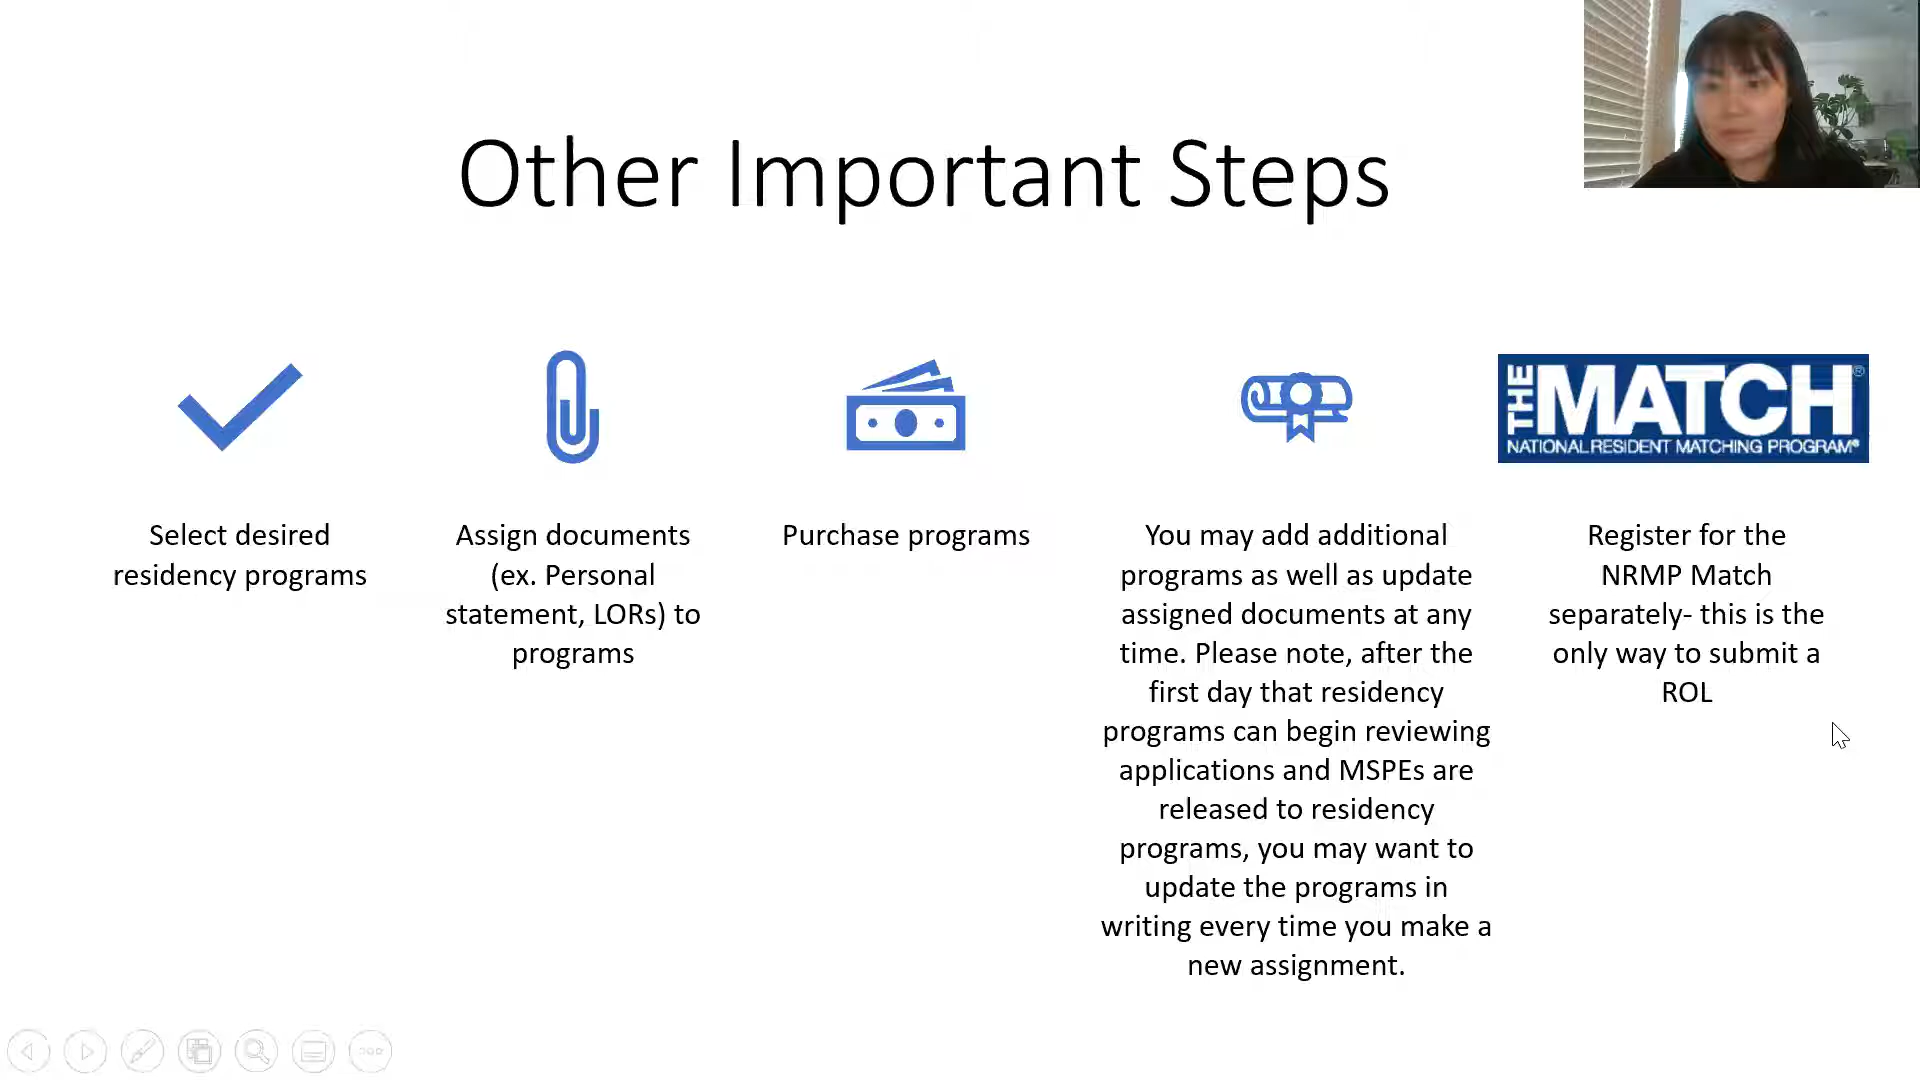 Other Important Steps
THE MATCH®
NATIONAL RESIDENT MATCHING PROGRAM®
Select desired
residency programs
Assign documents
(ex. Personal
statement, LORs) to
programs
Purchase programs
You may add additional
programs as well as update
assigned documents at any
time. Please note, after the
first day that residency
programs can begin reviewing
applications and MSPEs are
released to residency
programs, you may want to
update the programs in
writing every time you make a
new assignment.
Register for the
NRMP Match
separately- this is the
only way to submit a
ROL